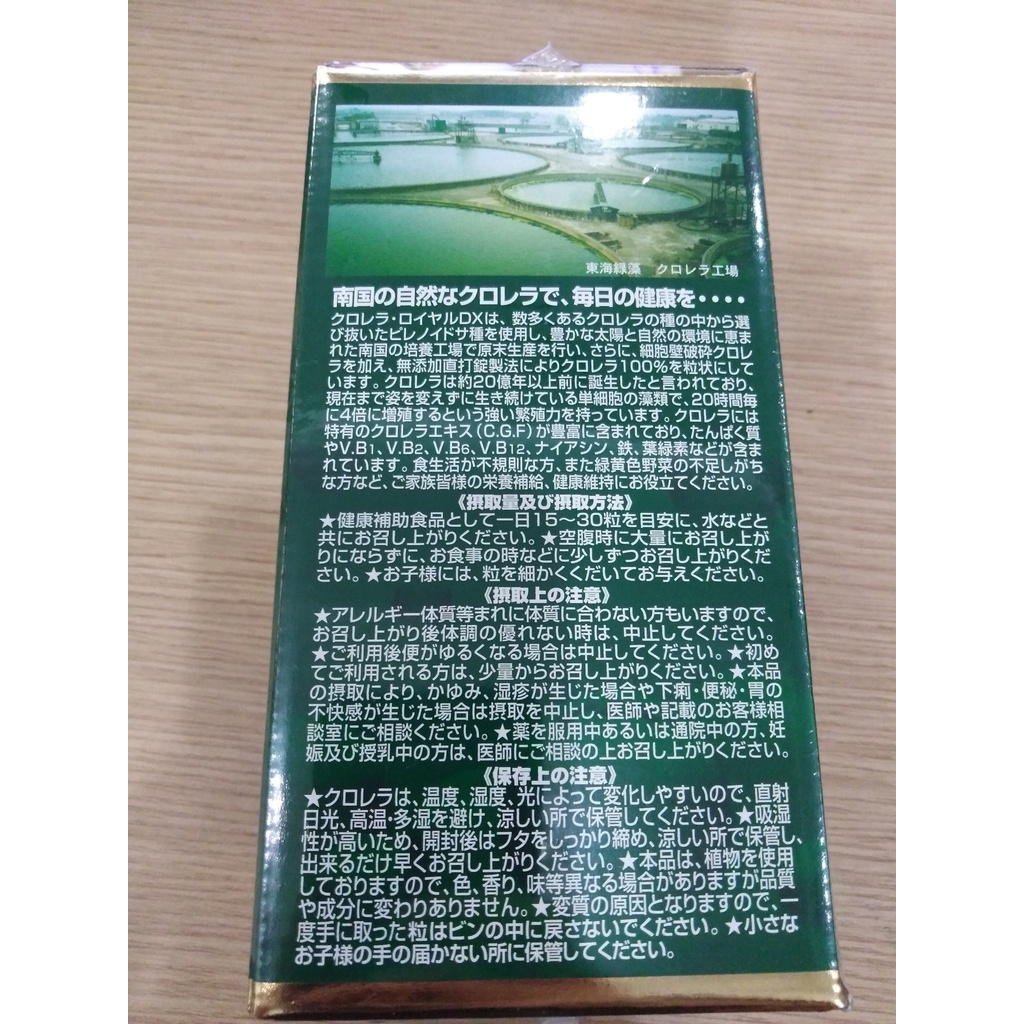 東海緑藻　クロレラ工場
南国の自然なクロレラで、毎日の健康を・・・・
クロレラ・ロイヤルDXは、数多くあるクロレラの種の中から選
び抜いたピレノイドサ種を使用し、豊かな太陽と自然の環境に恵ま
れた南国の培養工場で原末生産を行い、さらに、細胞壁破砕クロレ
ラを加え、無添加直打錠製法によりクロレラ100%を粒状にして
います。クロレラは約20億年以上前に誕生したと言われており、
現在まで姿を変えずに生き続けている単細胞の藻類で、20時間毎
に4倍に増殖するという強い繁殖力を持っています。クロレラには
特有のクロレラエキス(C.G.F)が豊富に含まれており、たんぱく質
やV.B1、V.B2、V.B6、V.B12、ナイアシン、鉄、葉緑素などが含ま
れています。食生活が不規則な方、また緑黄色野菜の不足しがち
な方など、ご家族皆様の栄養補給、健康維持にお役立てください。
《摂取量及び摂取方法》
★健康補助食品として一日15〜30粒を目安に、水などと
共にお召し上がりください。★空腹時に大量にお召し上が
りにならずに、お食事の時などに少しずつお召し上がりくだ
さい。★お子様には、粒を細かくくだいてお与えください。
《摂取上の注意》
★アレルギー体質等まれに体質に合わない方もいますので、
お召し上がり後体調の優れない時は、中止してください。
★ご利用後便がゆるくなる場合は中止してください。★初め
てご利用される方は、少量からお召し上がりください。★本品
の摂取により、かゆみ、湿疹が生じた場合や下痢・便秘・胃の
不快感が生じた場合は摂取を中止し、医師や記載のお客様相
談室にご相談ください。★薬を服用中あるいは通院中の方、妊
娠及び授乳中の方は、医師にご相談の上お召し上がりください。
《保存上の注意》
★クロレラは、温度、湿度、光によって変化しやすいので、直射
日光、高温・多湿を避け、涼しい所で保管してください。★吸湿
性が高いため、開封後はフタをしっかり締め、涼しい所で保管し、
出来るだけ早くお召し上がりください。★本品は、植物を使用
しておりますので、色、香り、味等異なる場合がありますが品質
や成分に変わりありません。★変質の原因となりますので、一
度手に取った粒はビンの中に戻さないでください。★小さな
お子様の手の届かない所に保管してください。